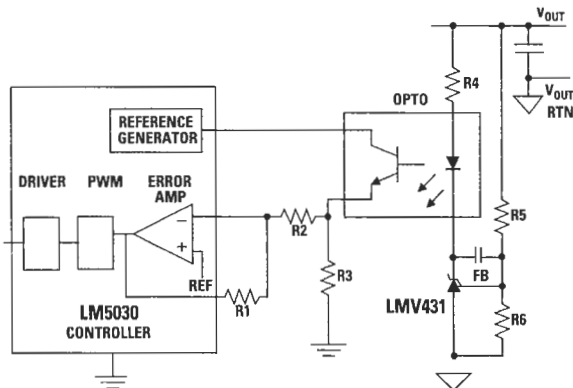 VOUT
R4
OPTO
VOUT
RTN
REFERENCE
GENERATOR
DRIVER
PWM
ERROR
AMP
−
+
R2
R5
FB
REF
R3
R1
LMV431
R6
LM5030
CONTROLLER